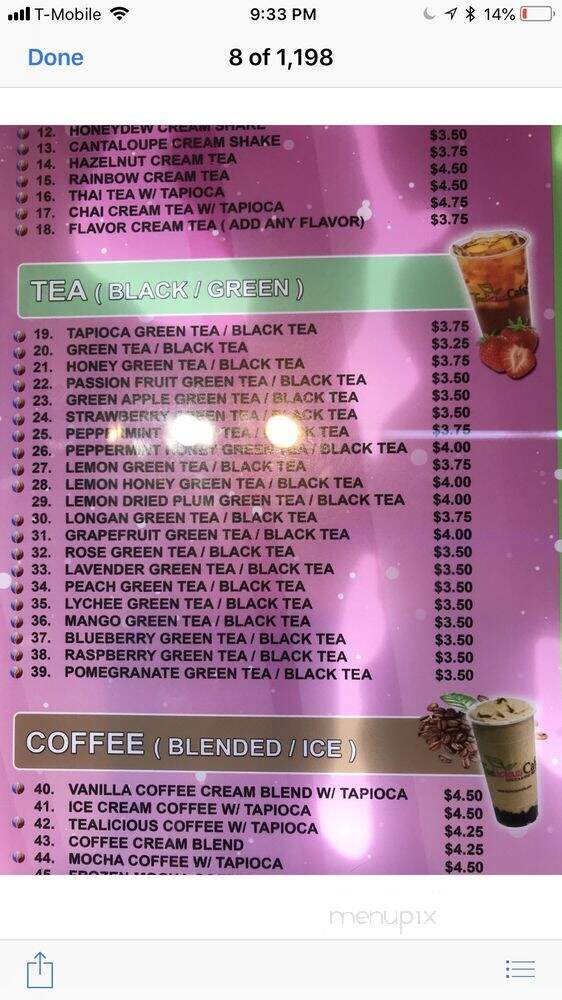 T-Mobile 9:33 PM 14%
Done 8 of 1,198
12. HONEYDEW CREAM SHAKE $3.50
13. CANTALOUPE CREAM SHAKE $3.75
14. HAZELNUT CREAM TEA $4.50
15. RAINBOW CREAM TEA $4.50
16. THAI TEA W/ TAPIOCA $4.75
17. CHAI CREAM TEA W/ TAPIOCA $3.75
18. FLAVOR CREAM TEA ( ADD ANY FLAVOR)
TEA ( BLACK / GREEN )
19. TAPIOCA GREEN TEA / BLACK TEA $3.75
20. GREEN TEA / BLACK TEA $3.25
21. HONEY GREEN TEA / BLACK TEA $3.75
22. PASSION FRUIT GREEN TEA / BLACK TEA $3.50
23. GREEN APPLE GREEN TEA / BLACK TEA $3.50
24. STRAWBERRY GREEN TEA / BLACK TEA $3.50
25. PEPPERMINT TEA / BLACK TEA $3.75
26. PEPPERMINT HONEY GREEN TEA / BLACK TEA $4.00
27. LEMON GREEN TEA / BLACK TEA $3.75
28. LEMON HONEY GREEN TEA / BLACK TEA $4.00
29. LEMON DRIED PLUM GREEN TEA / BLACK TEA $4.00
30. LONGAN GREEN TEA / BLACK TEA $3.75
31. GRAPEFRUIT GREEN TEA / BLACK TEA $4.00
32. ROSE GREEN TEA / BLACK TEA $3.50
33. LAVENDER GREEN TEA / BLACK TEA $3.50
34. PEACH GREEN TEA / BLACK TEA $3.50
35. LYCHEE GREEN TEA / BLACK TEA $3.50
36. MANGO GREEN TEA / BLACK TEA $3.50
37. BLUEBERRY GREEN TEA / BLACK TEA $3.50
38. RASPBERRY GREEN TEA / BLACK TEA $3.50
39. POMEGRANATE GREEN TEA / BLACK TEA $3.50
COFFEE ( BLENDED / ICE )
40. VANILLA COFFEE CREAM BLEND W/ TAPIOCA $4.50
41. ICE CREAM COFFEE W/ TAPIOCA $4.50
42. TEALICIOUS COFFEE W/ TAPIOCA $4.25
43. COFFEE CREAM BLEND $4.25
44. MOCHA COFFEE W/ TAPIOCA $4.50
menupix